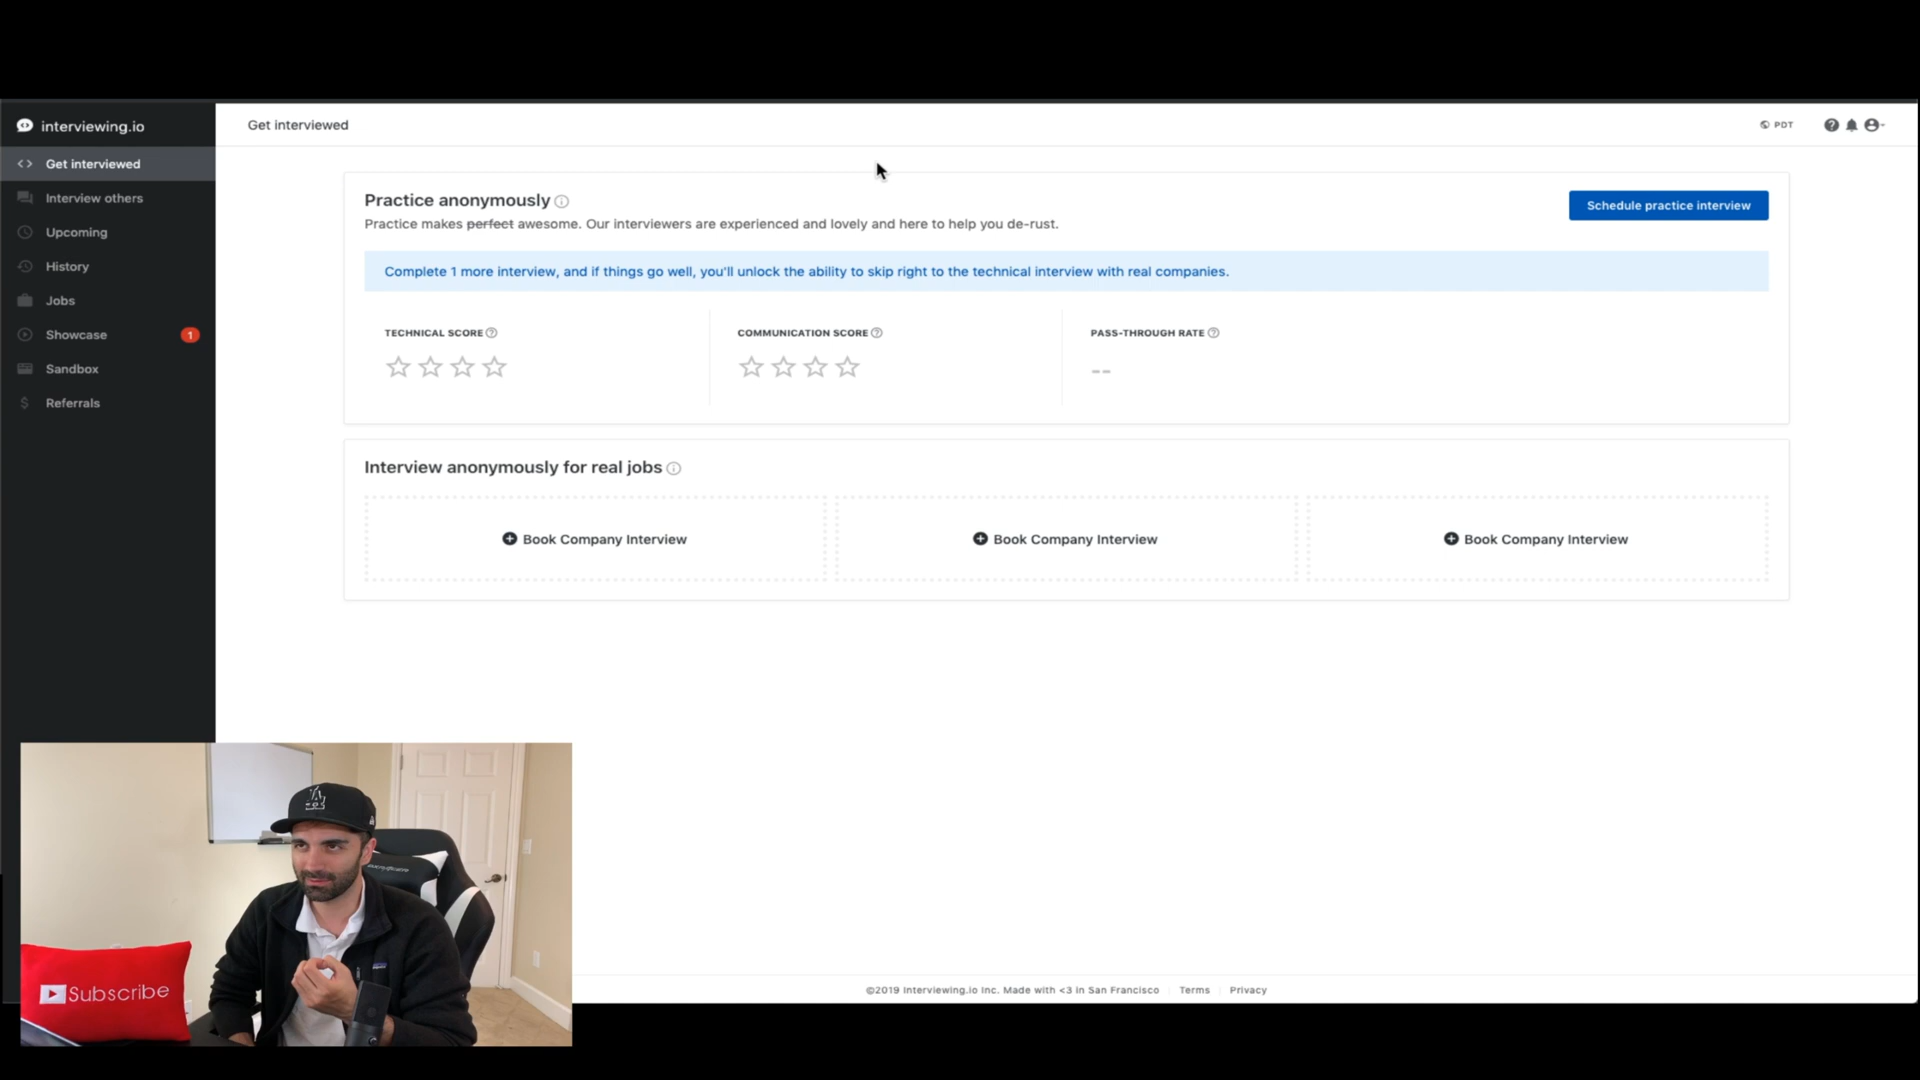 interviewing.io
Get interviewed
Interview others
Upcoming
History
Jobs
Showcase
1
Sandbox
Referrals
Get interviewed
PDT
Practice anonymously
Schedule practice interview
Practice makes perfect awesome. Our interviewers are experienced and lovely and here to help you de-rust.
Complete 1 more interview, and if things go well, you'll unlock the ability to skip right to the technical interview with real companies.
TECHNICAL SCORE
COMMUNICATION SCORE
PASS-THROUGH RATE
--
Interview anonymously for real jobs
Book Company Interview
Book Company Interview
Book Company Interview
Subscribe
©2019 Interviewing.io Inc. Made with <3 in San Francisco
Terms
Privacy